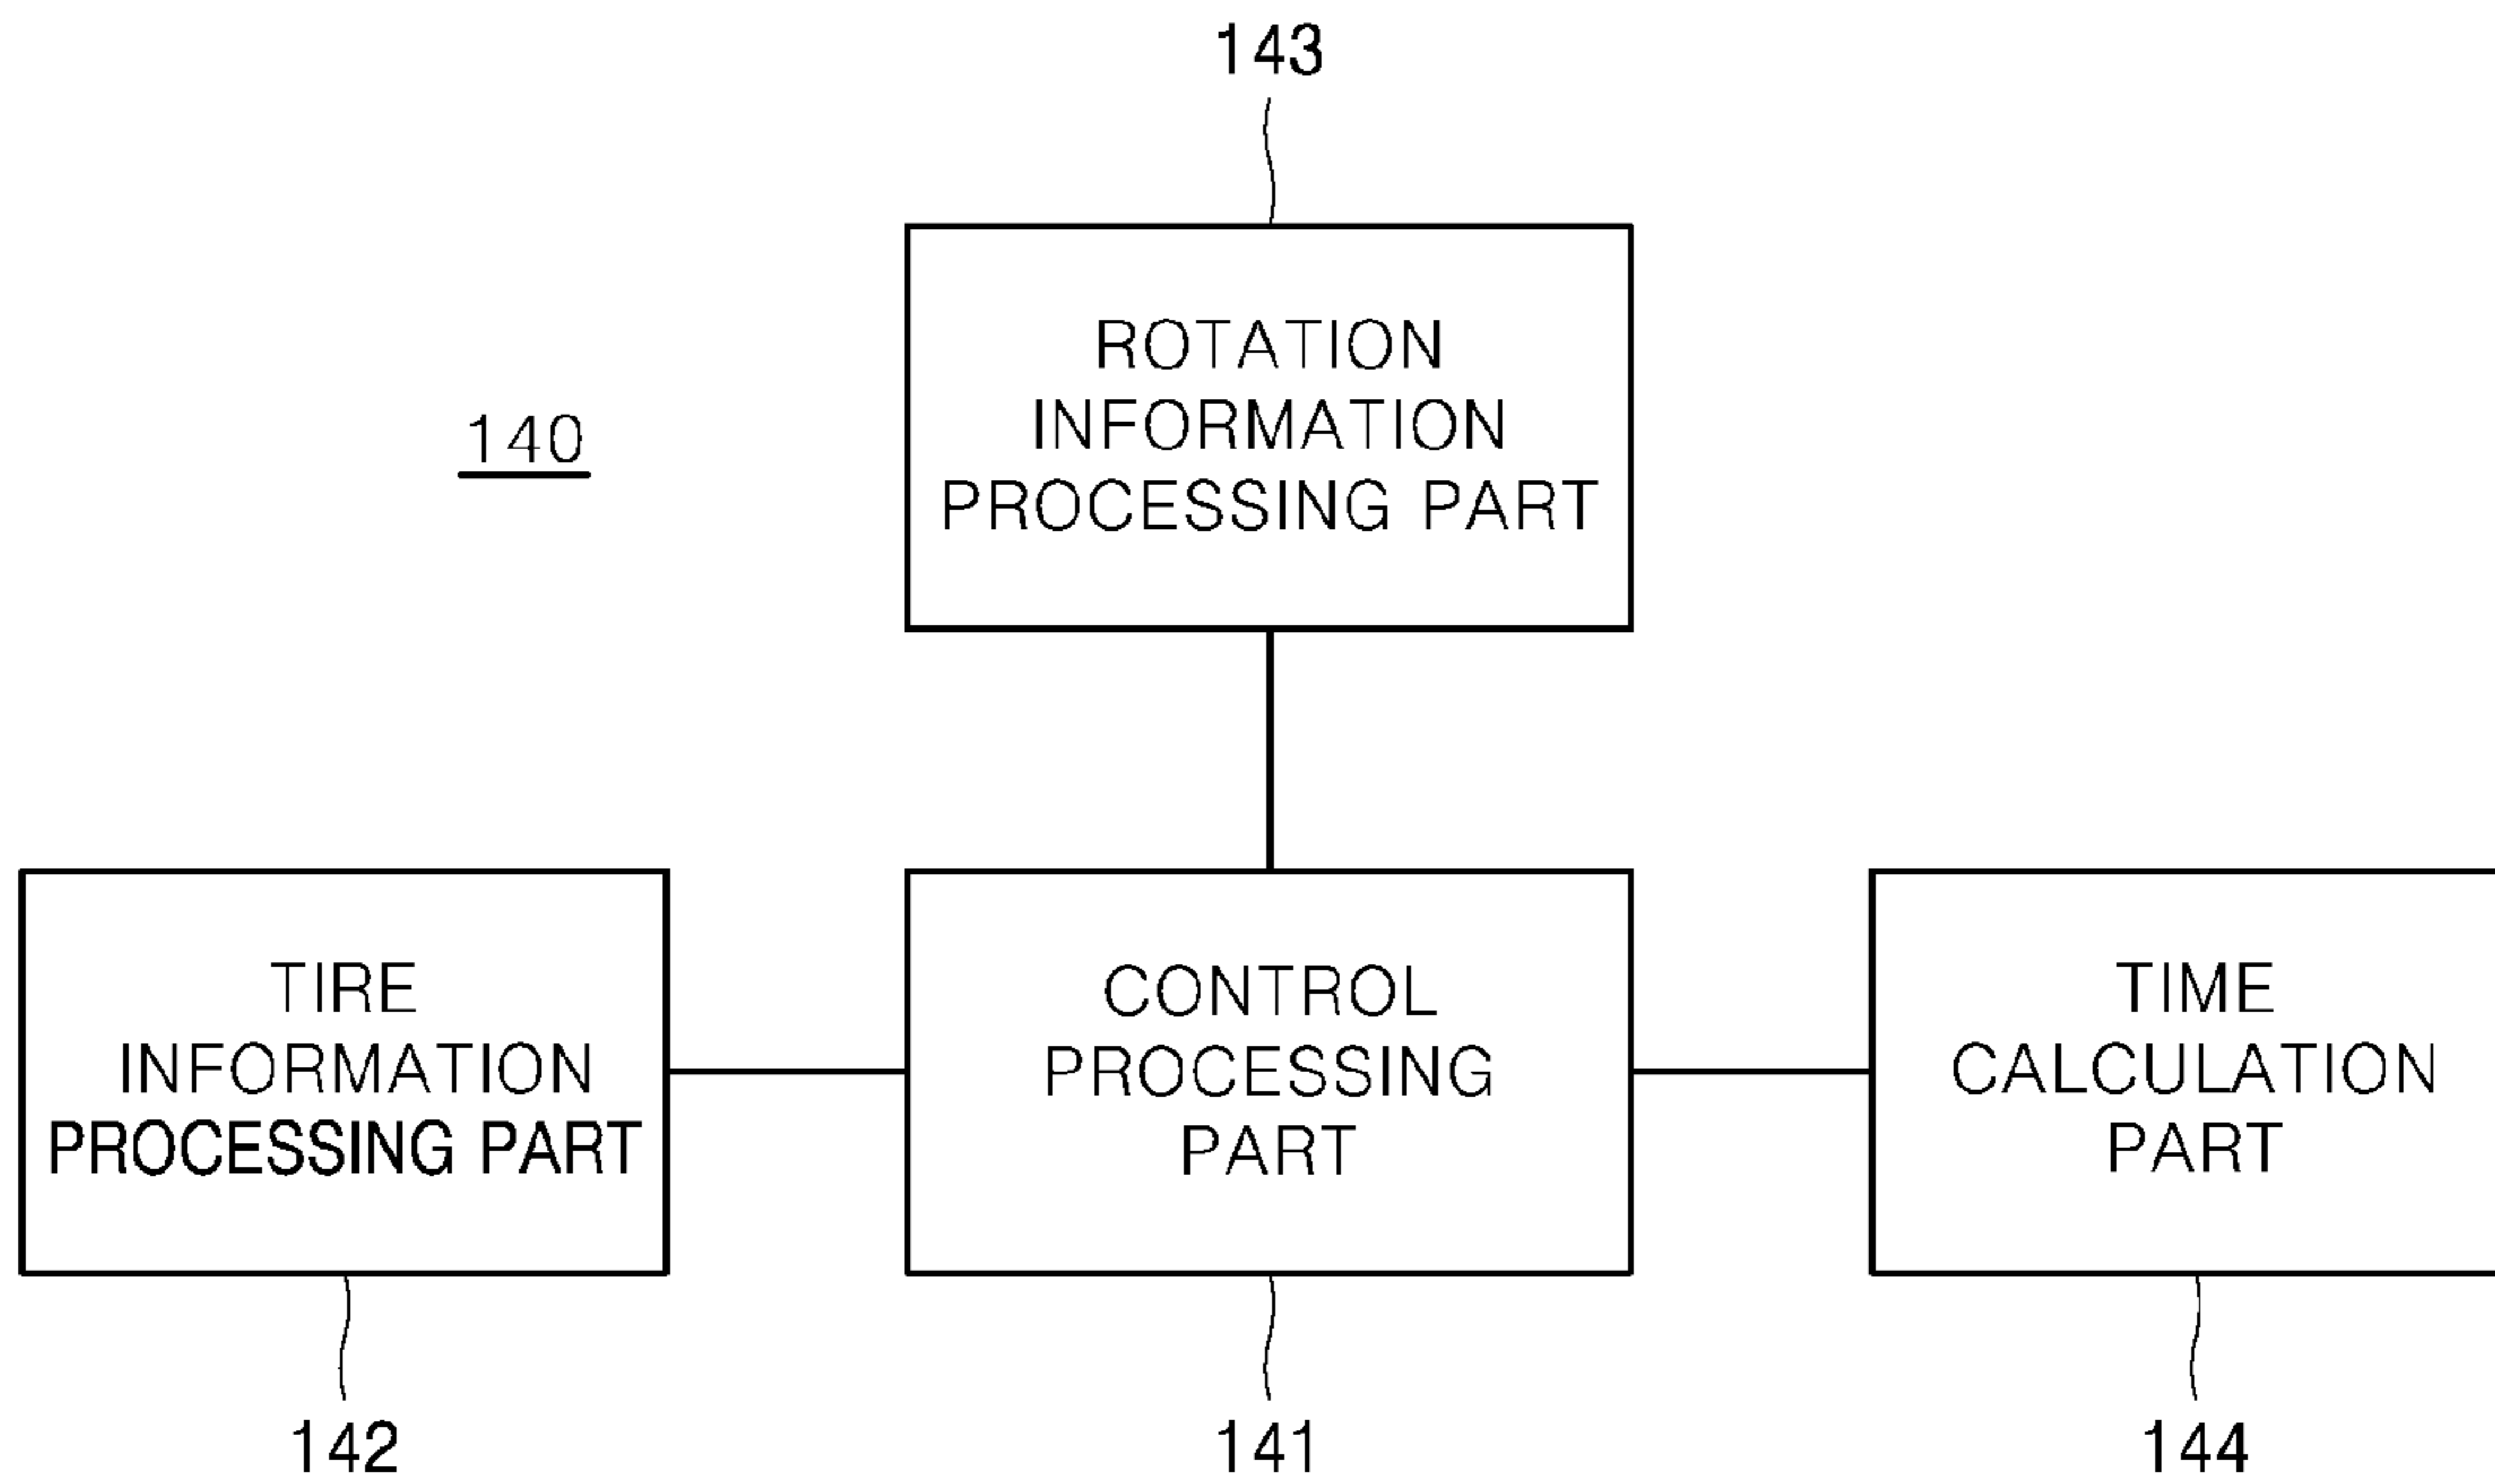 143
ROTATION
INFORMATION
PROCESSING PART
140
TIRE
INFORMATION
PROCESSING PART
CONTROL
PROCESSING
PART
TIME
CALCULATION
PART
142
141
144